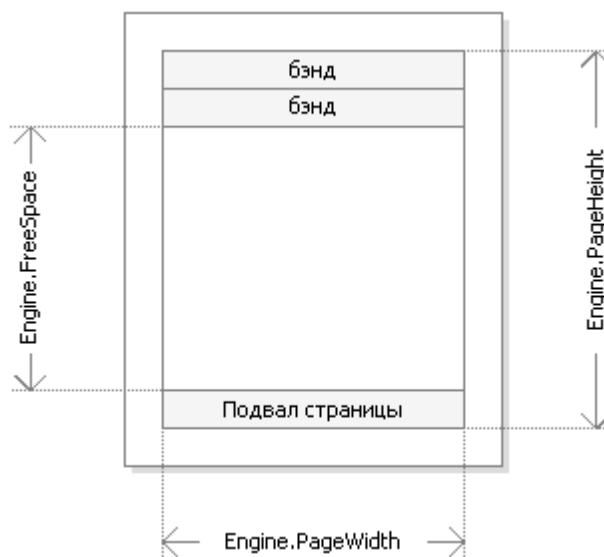 бэнд
бэнд
Engine.FreeSpace
Engine.PageHeight
Подвал страницы
Engine.PageWidth